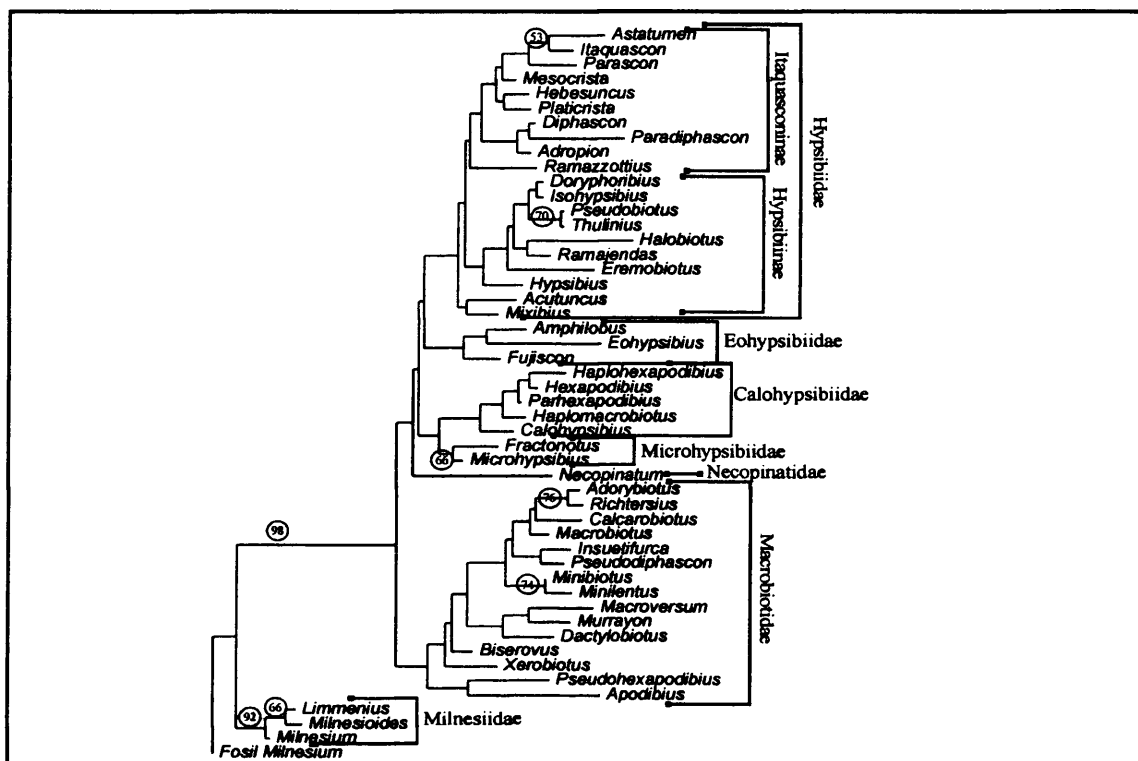 Astatumen
53
Itaquascon
Parascon
Mesocrista
Hebesuncus
Platicrista
Diphascon
Paradiphascon
Adropion
Ramazzottius
Itaquasconinae
Hypsibiidae
Doryphoribius
Isohypsibius
70
Pseudobiotus
Thulinius
Halobiotus
Ramajendas
Eremobiotus
Hypsibius
Acutuncus
Mixibius
Hypsibiinae
Amphilobus
Eohypsibius
Fujiscon
Eohypsibiidae
Haplohexapodibius
Hexapodibius
Parhexapodibius
Haplomacrobiotus
Calohypsibius
Calohypsibiidae
Fractonotus
66
Microhypsibius
Microhypsibiidae
Necopinatum
Necopinatidae
Adorybiotus
76
Richtersius
Calcarobiotus
Macrobiotus
Insuetifurca
Pseudodiphascon
Minibiotus
74
Minilentus
Macroversum
Murrayon
Dactylobiotus
Biserovus
Xerobiotus
Pseudohexapodibius
Apodibius
Macrobiotidae
98
92
66
Limmenius
Milnesioides
Milnesium
Milnesiidae
Fosil Milnesium